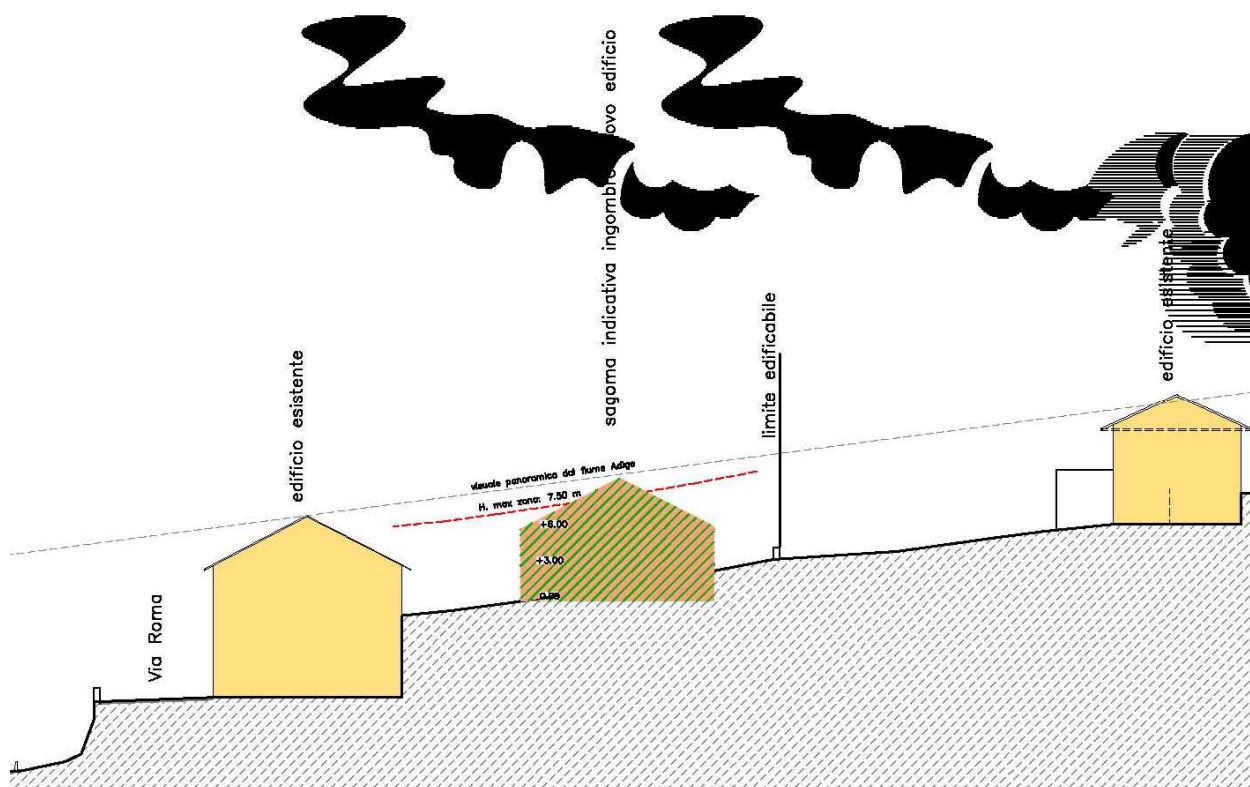 edificio esistente
sagoma indicativa ingombro nuovo edificio
limite edificabile
edificio esistente
visuale panoramica dal fiume Adige
H. max zona: 7.50 m
+6.00
+3.00
0.00
Via Roma